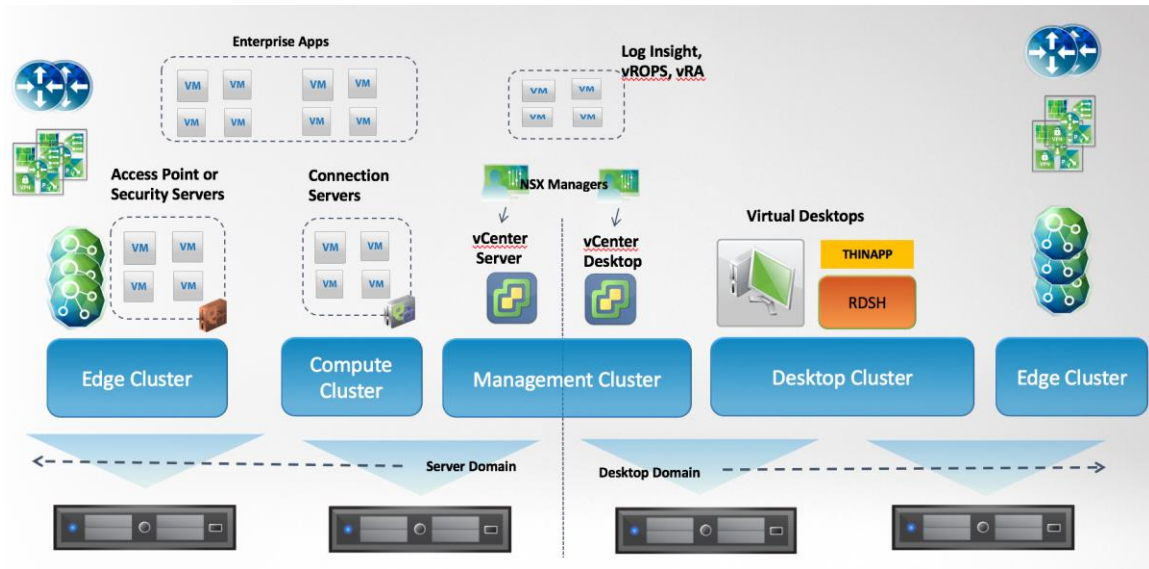 Enterprise Apps
VM VM VM VM
VM VM VM VM
Log Insight,
vROPS, vRA
VM VM
VM VM
Access Point or
Security Servers
VM VM
VM VM
Connection
Servers
VM VM
VM VM
NSX Managers
vCenter
Server
vCenter
Desktop
Virtual Desktops
THINAPP
RDSH
Edge Cluster
Compute
Cluster
Management Cluster
Desktop Cluster
Edge Cluster
Server Domain
Desktop Domain